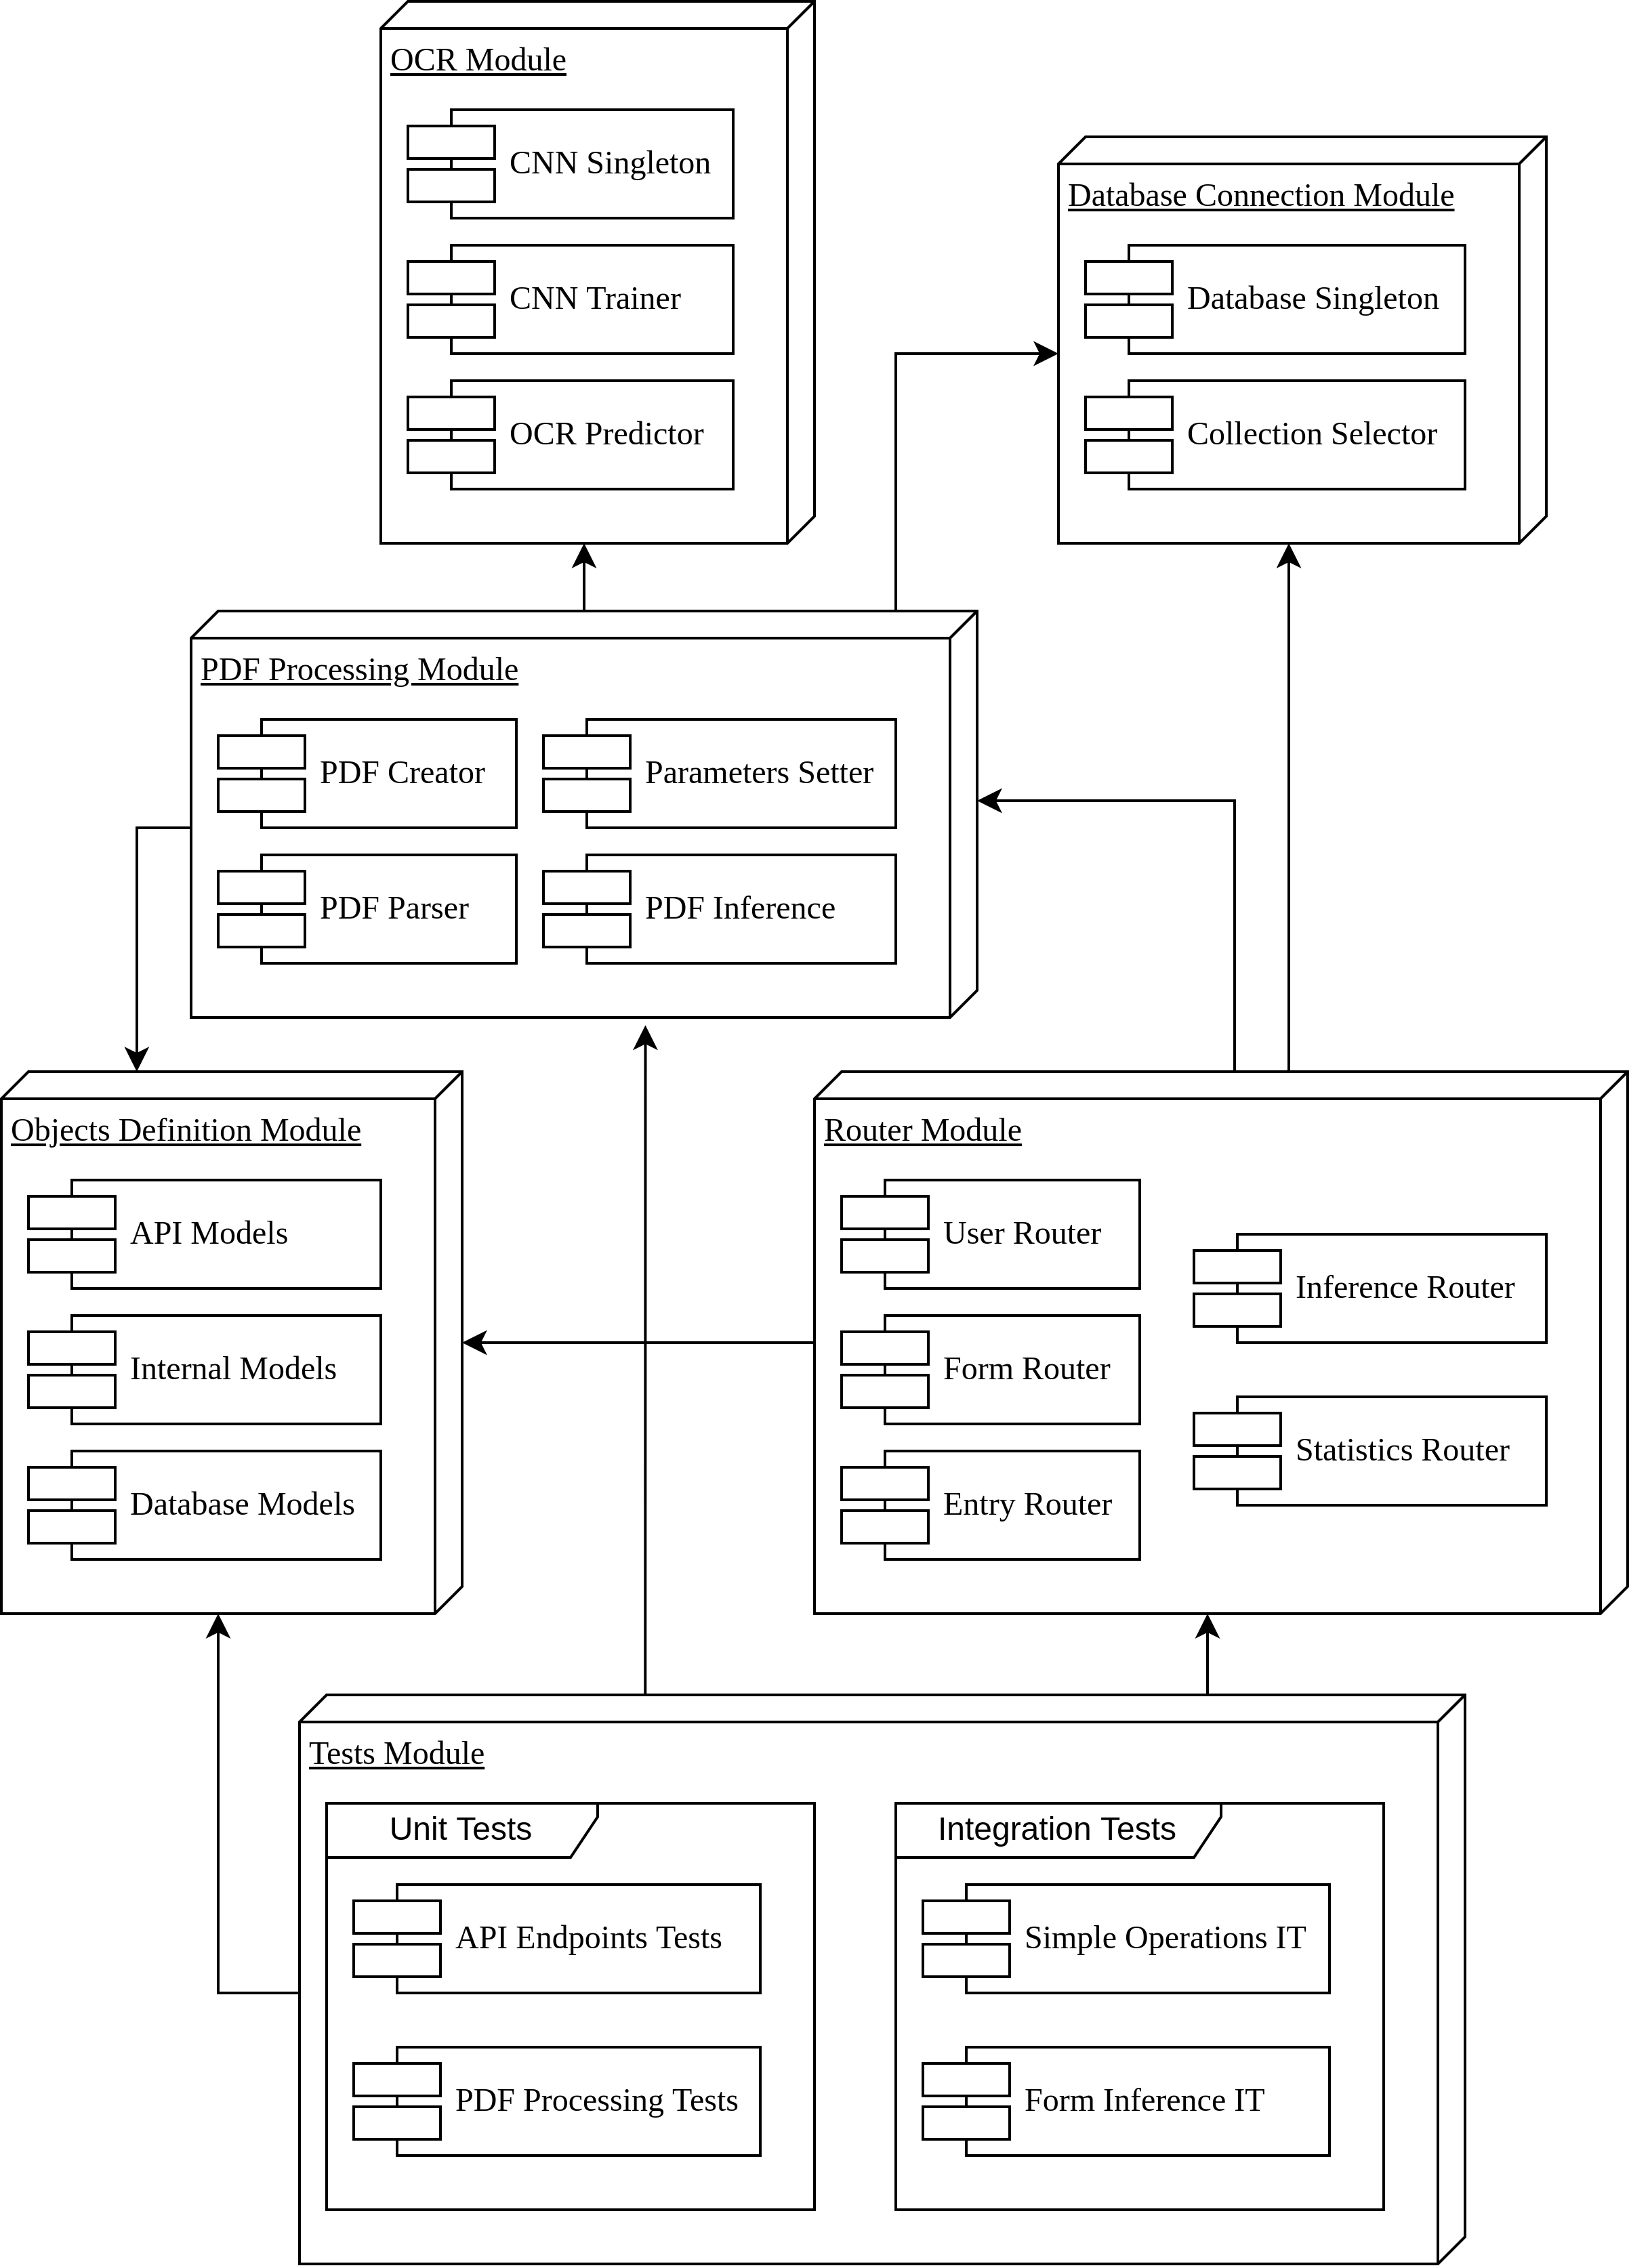 OCR Module
CNN Singleton
CNN Trainer
OCR Predictor
Database Connection Module
Database Singleton
Collection Selector
PDF Processing Module
PDF Creator
Parameters Setter
PDF Parser
PDF Inference
Objects Definition Module
API Models
Internal Models
Database Models
Router Module
User Router
Form Router
Entry Router
Inference Router
Statistics Router
Tests Module
Unit Tests
API Endpoints Tests
PDF Processing Tests
Integration Tests
Simple Operations IT
Form Inference IT